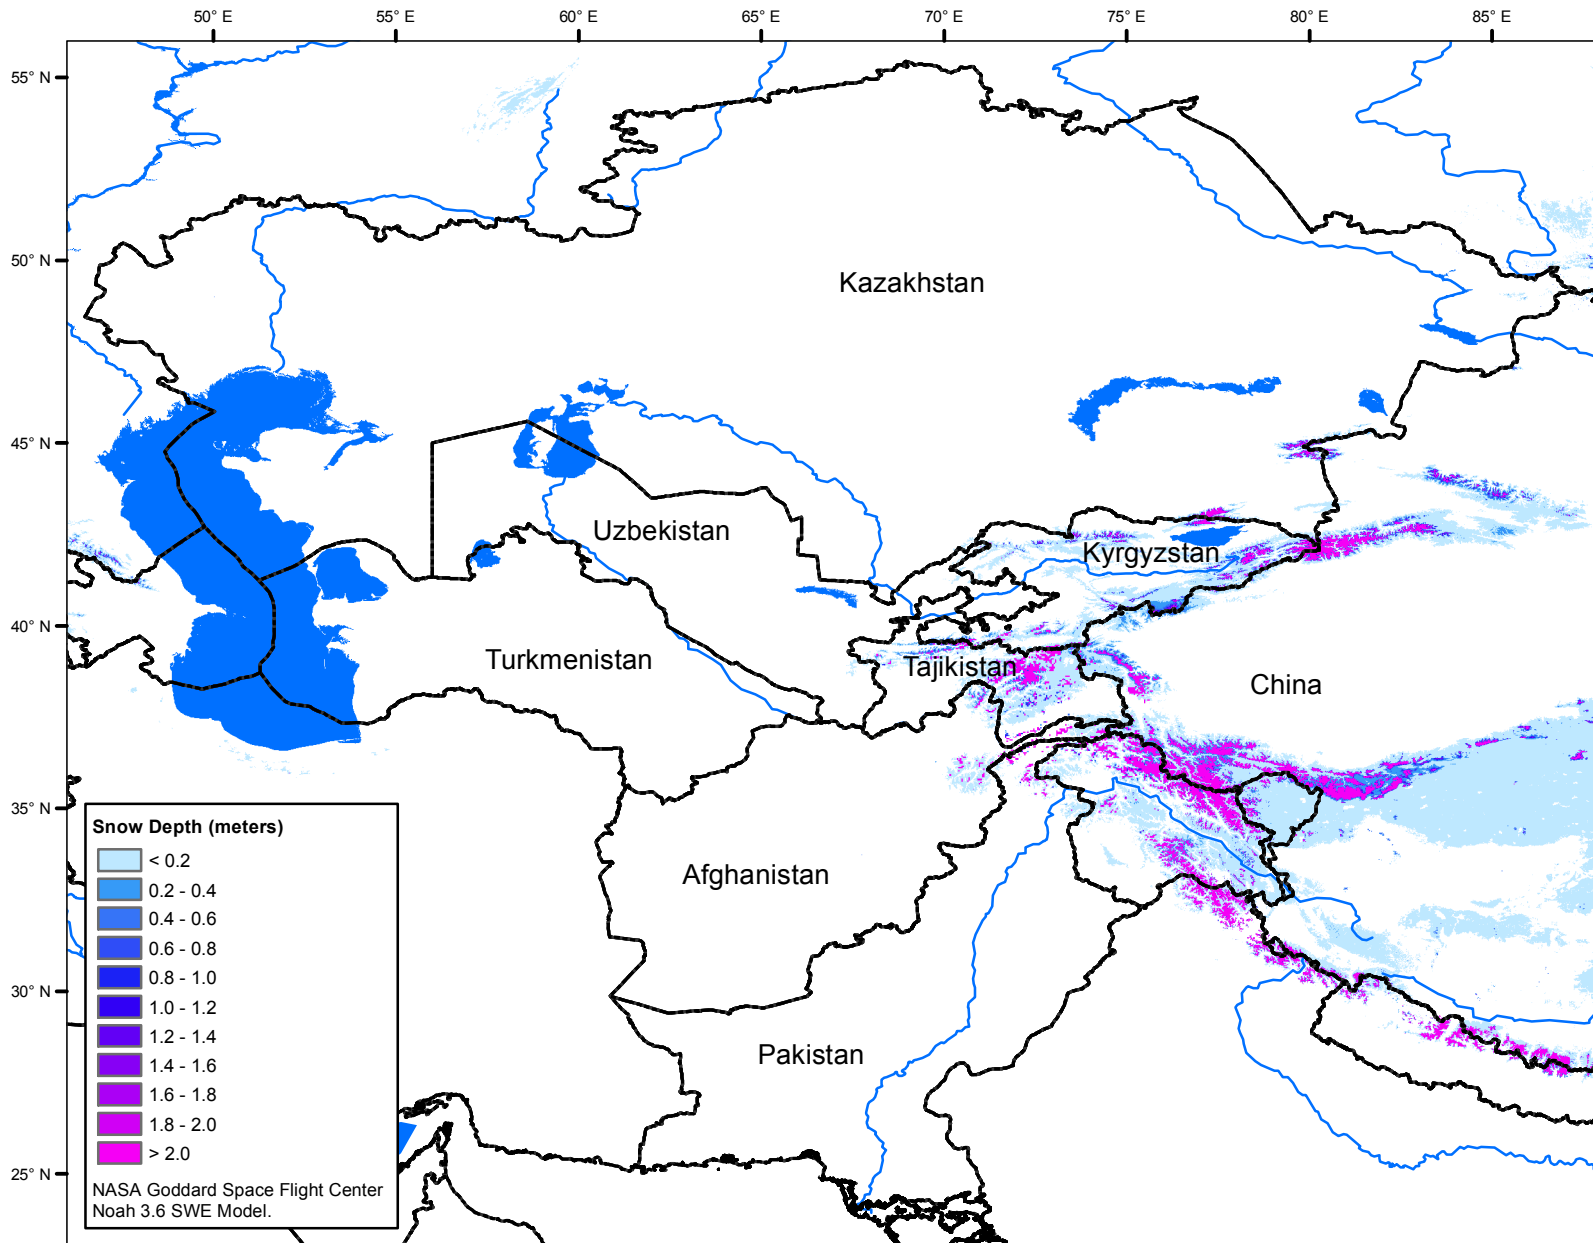 50° E 55° E 60° E 65° E 70° E 75° E 80° E 85° E
55° N
50° N
Kazakhstan
45° N
Uzbekistan
Kyrgyzstan
40° N
Turkmenistan
Tajikistan
China
35° N
Snow Depth (meters)
< 0.2
Afghanistan
0.2 - 0.4
0.4 - 0.6
0.6 - 0.8
0.8 - 1.0
30° N
1.0 - 1.2
1.2 - 1.4
Pakistan
1.4 - 1.6
1.6 - 1.8
1.8 - 2.0
> 2.0
25° N
NASA Goddard Space Flight Center
Noah 3.6 SWE Model.